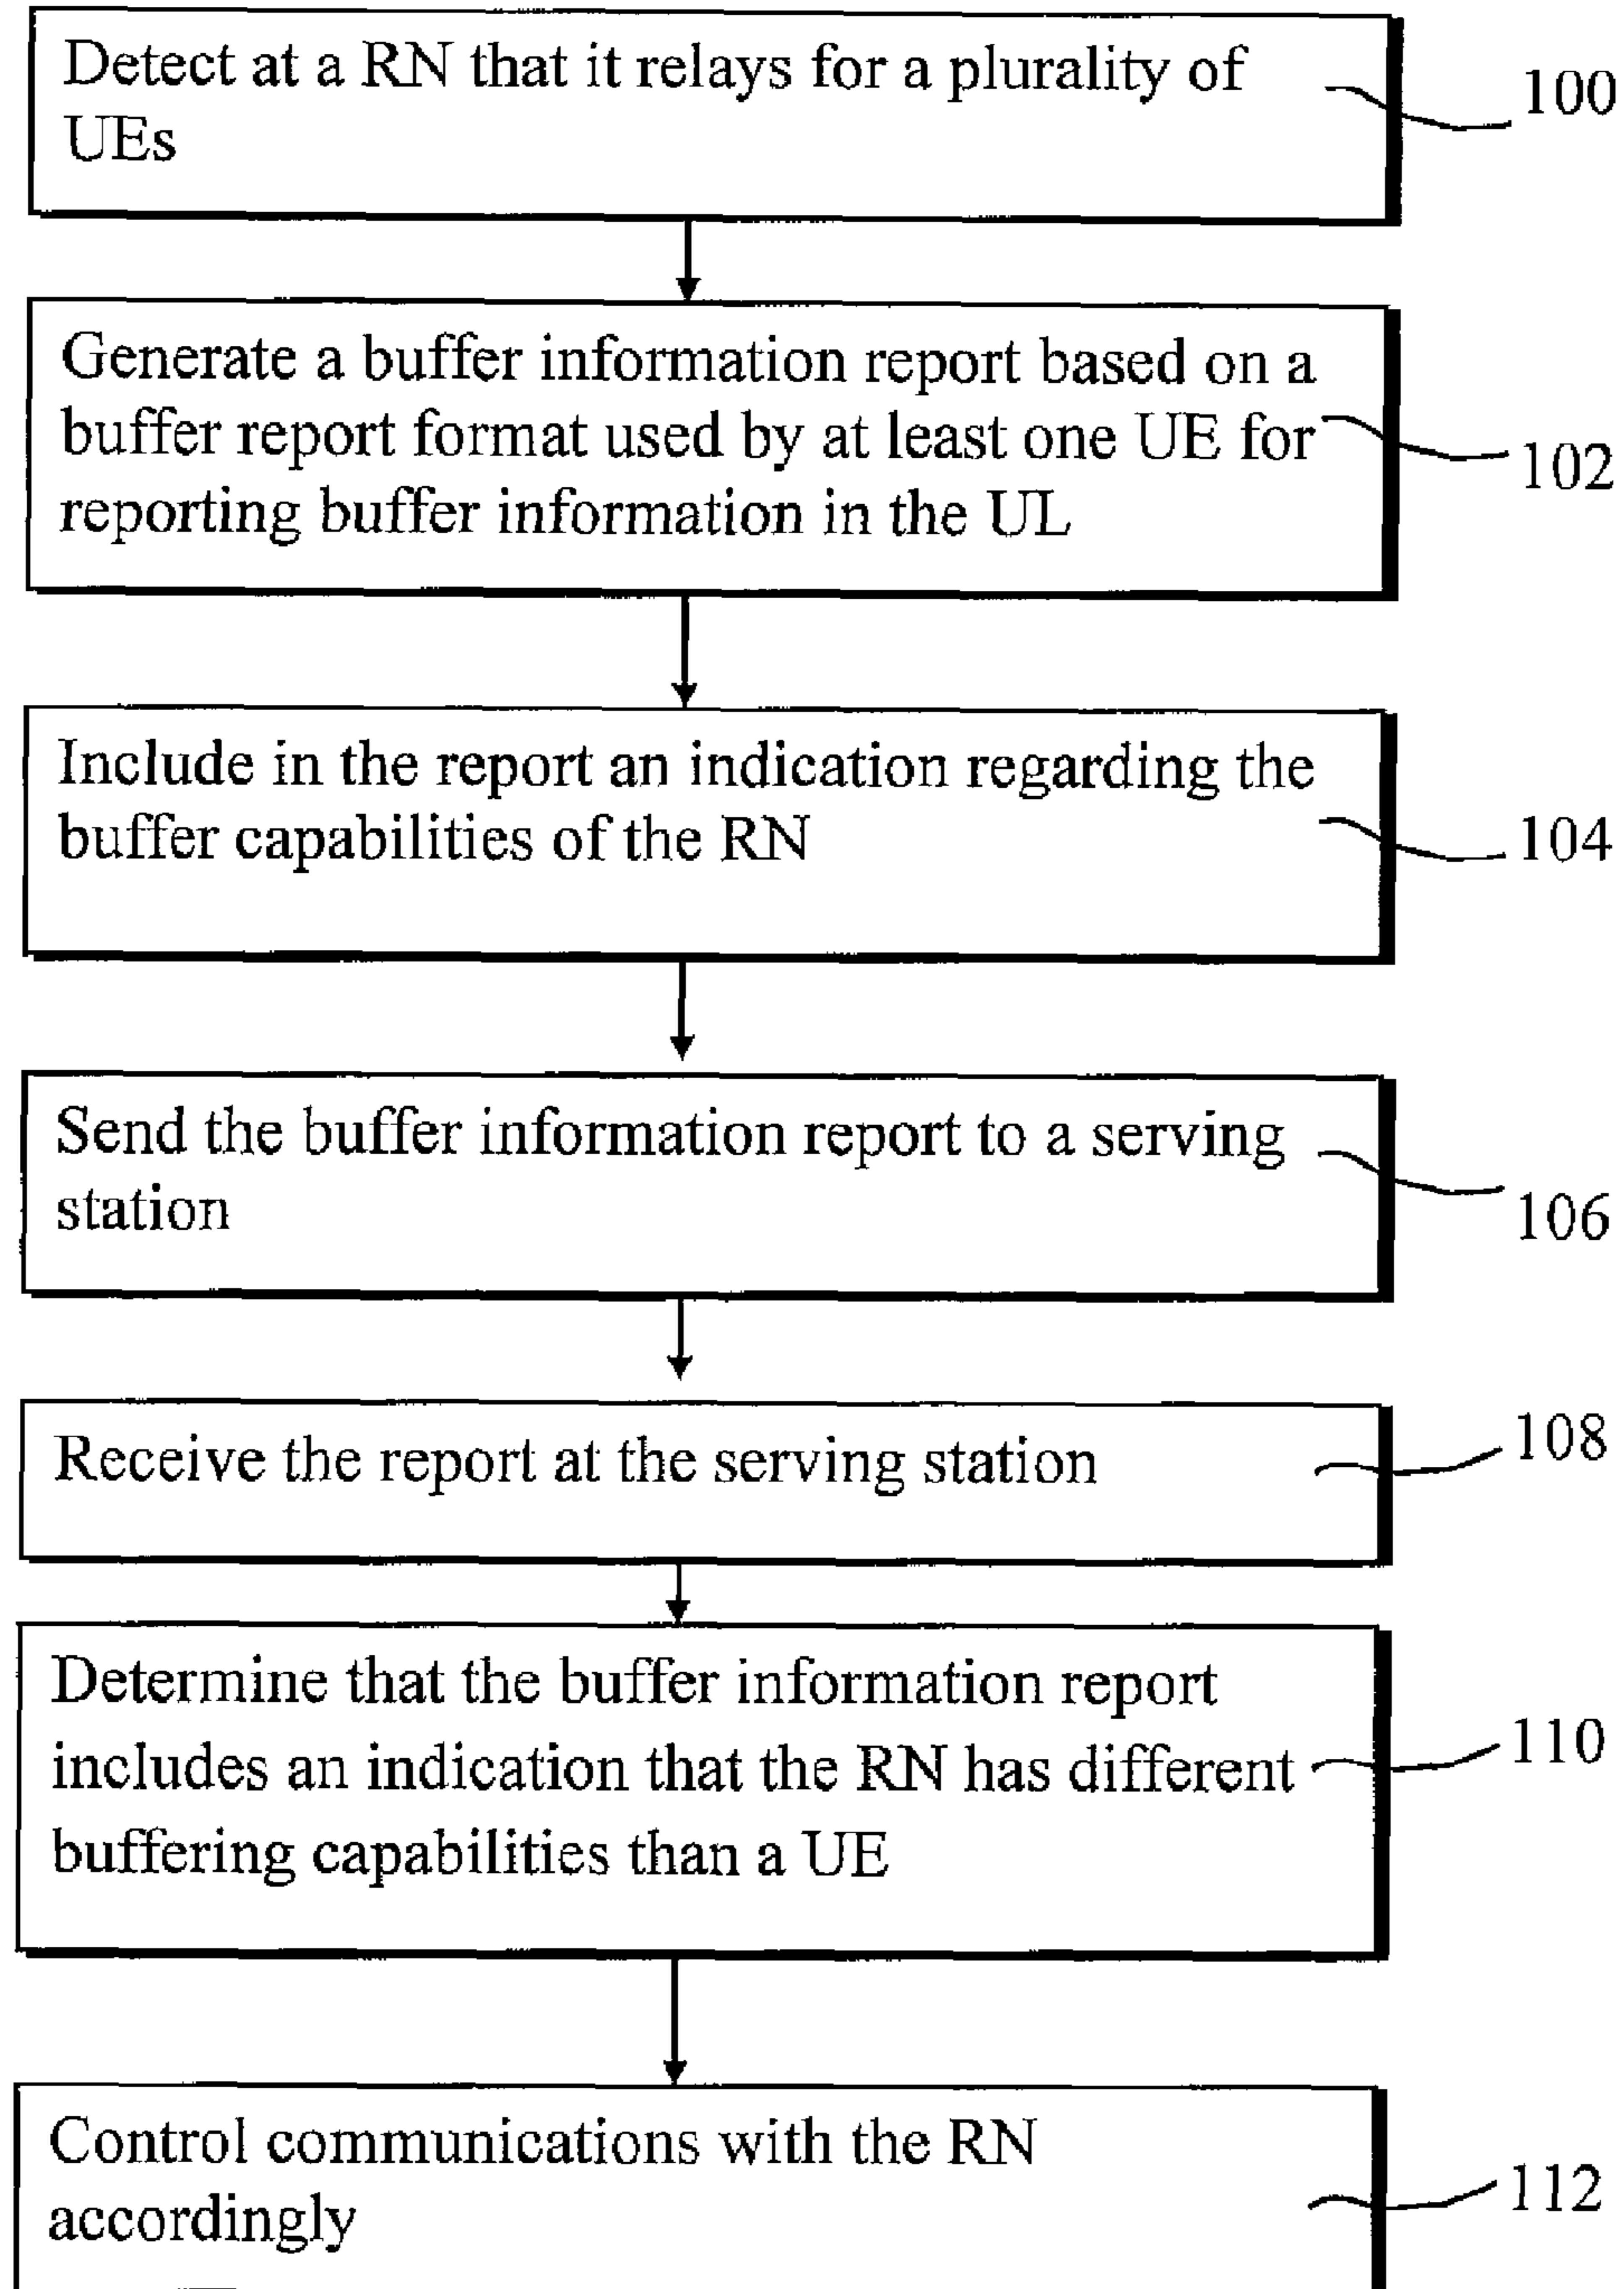 Detect at a RN that it relays for a plurality of
UEs
100
Generate a buffer information report based on a
buffer report format used by at least one UE for
reporting buffer information in the UL
102
Include in the report an indication regarding the
buffer capabilities of the RN
104
Send the buffer information report to a serving
station
106
Receive the report at the serving station
108
Determine that the buffer information report
includes an indication that the RN has different
buffering capabilities than a UE
110
Control communications with the RN
accordingly
112